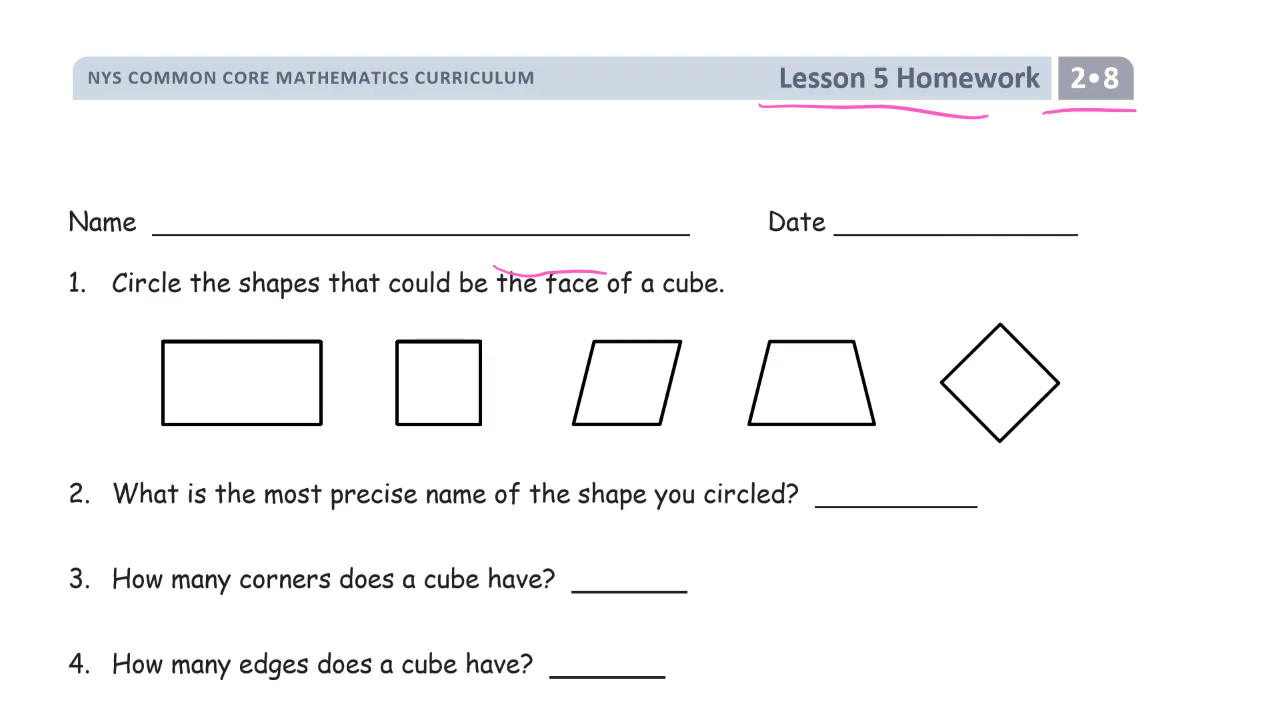 NYS COMMON CORE MATHEMATICS CURRICULUM Lesson 5 Homework 2•8
Name Date
1. Circle the shapes that could be the face of a cube.
2. What is the most precise name of the shape you circled?
3. How many corners does a cube have?
4. How many edges does a cube have?